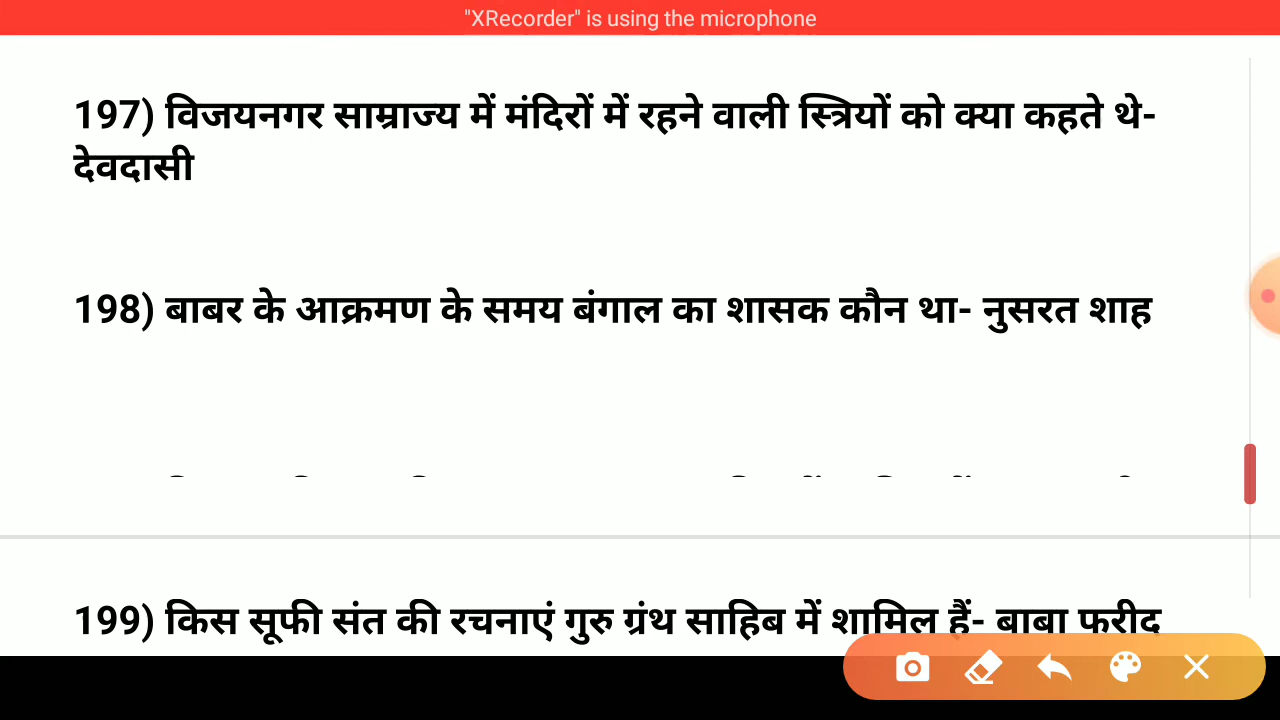 "XRecorder" is using the microphone
197) विजयनगर साम्राज्य में मंदिरों में रहने वाली स्त्रियों को क्या कहते थे-
देवदासी
198) बाबर के आक्रमण के समय बंगाल का शासक कौन था- नुसरत शाह
199) किस सूफी संत की रचनाएं गुरु ग्रंथ साहिब में शामिल हैं- बाबा फरीद